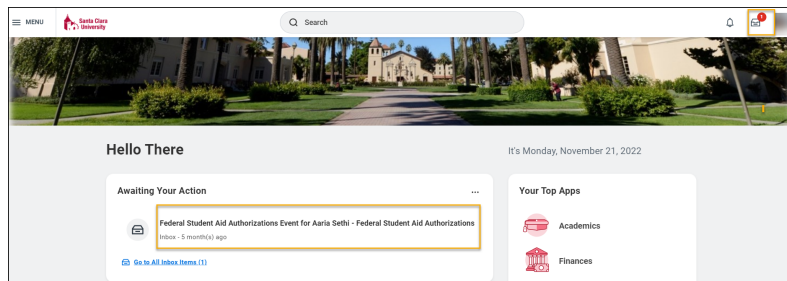 MENU
Santa Clara
University
Search
1
Hello There
It's Monday, November 21, 2022
Awaiting Your Action
...
Federal Student Aid Authorizations Event for Aaria Sethi - Federal Student Aid Authorizations
Inbox - 5 month(s) ago
Go to All Inbox Items (1)
Your Top Apps
Academics
Finances